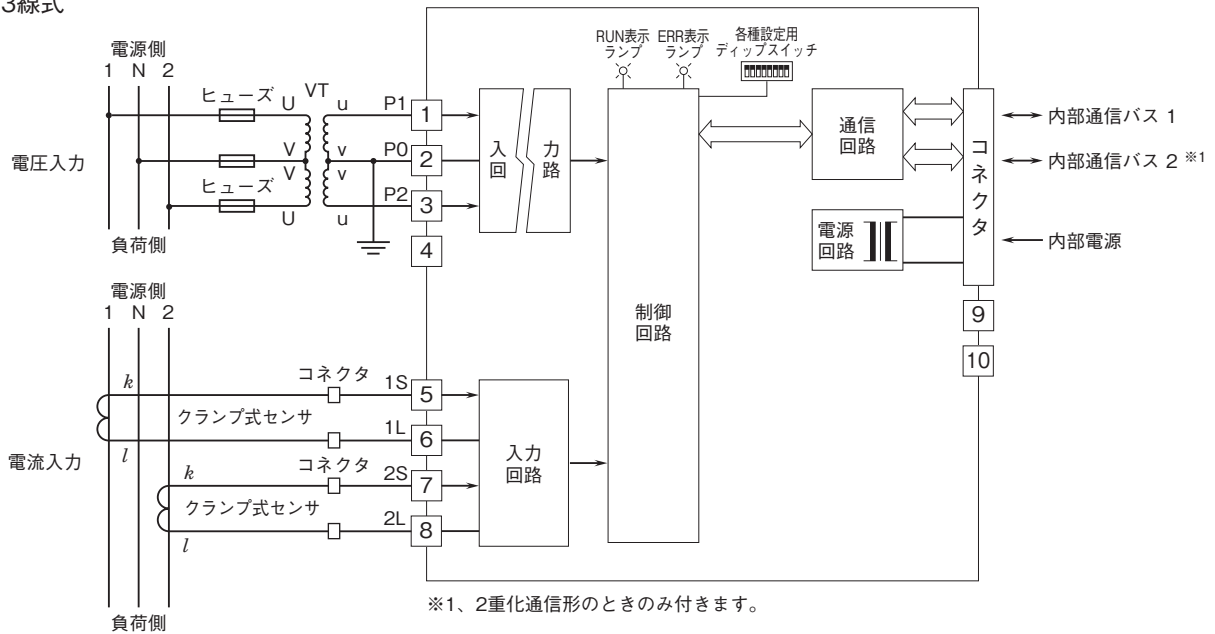 3線式
電源側
1 N 2
ヒューズ
U
VT
u
P1
1
V
v
P0
2
V
v
ヒューズ
P2
3
U
u
4
電圧入力
負荷側
入力
回路
RUN表示
ランプ
ERR表示
ランプ
各種設定用
ディップスイッチ
制御
回路
通信
回路
電源
回路
コネクタ
内部通信バス 1
内部通信バス 2 ※1
内部電源
9
10
電源側
1 N 2
k
コネクタ
1S
5
クランプ式センサ
l
1L
6
電流入力
k
コネクタ
2S
7
クランプ式センサ
l
2L
8
入力
回路
負荷側
※1、2重化通信形のときのみ付きます。